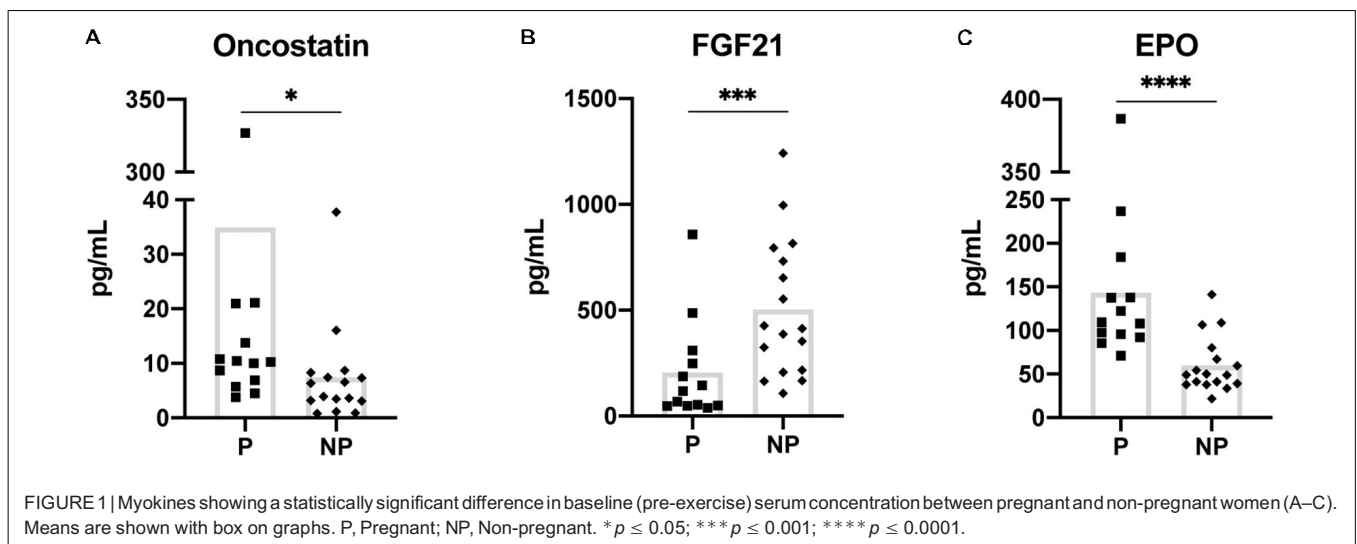 A
Oncostatin
350
300
40
30
20
10
0
pg/mL
*
P
NP
B
FGF21
1500
1000
500
0
pg/mL
***
P
NP
C
EPO
400
350
250
200
150
100
50
0
pg/mL
****
P
NP
FIGURE 1 | Myokines showing a statistically significant difference in baseline (pre-exercise) serum concentration between pregnant and non-pregnant women (A–C).
Means are shown with box on graphs. P, Pregnant; NP, Non-pregnant. *p ≤ 0.05; ***p ≤ 0.001; ****p ≤ 0.0001.